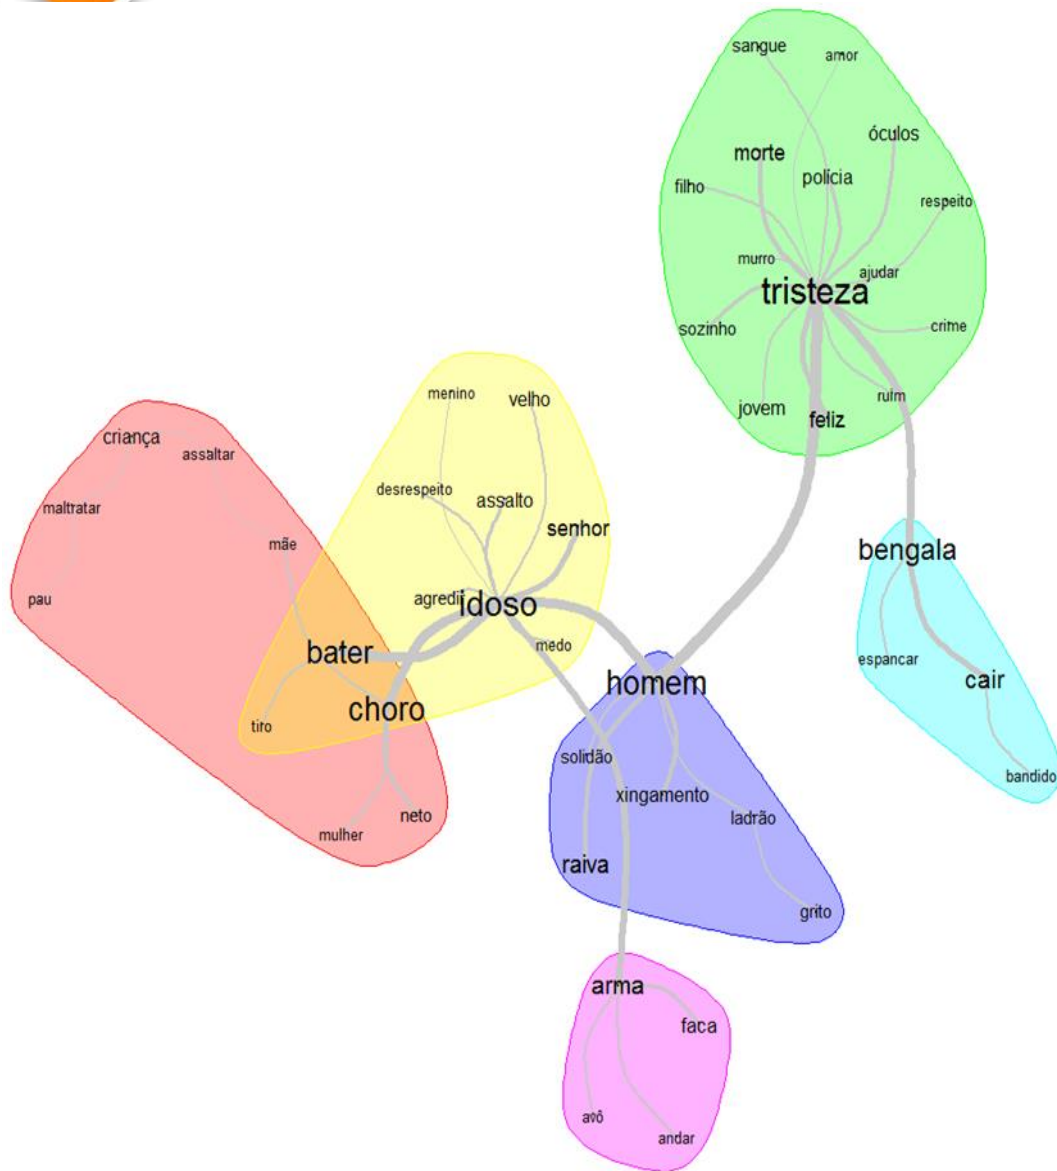 sangue
amor
óculos
morte
polícia
filho
respeito
murro
ajudar
tristeza
sozinho
crime
jovem
feliz
ruim
menino
velho
desrespeito
assalto
senhor
agredir
idoso
medo
bater
tiro
criança
assaltar
maltratar
mãe
pau
choro
mulher
neto
bengala
espancar
cair
bandido
homem
solidão
xingamento
ladrão
raiva
grito
arma
faca
avô
andar